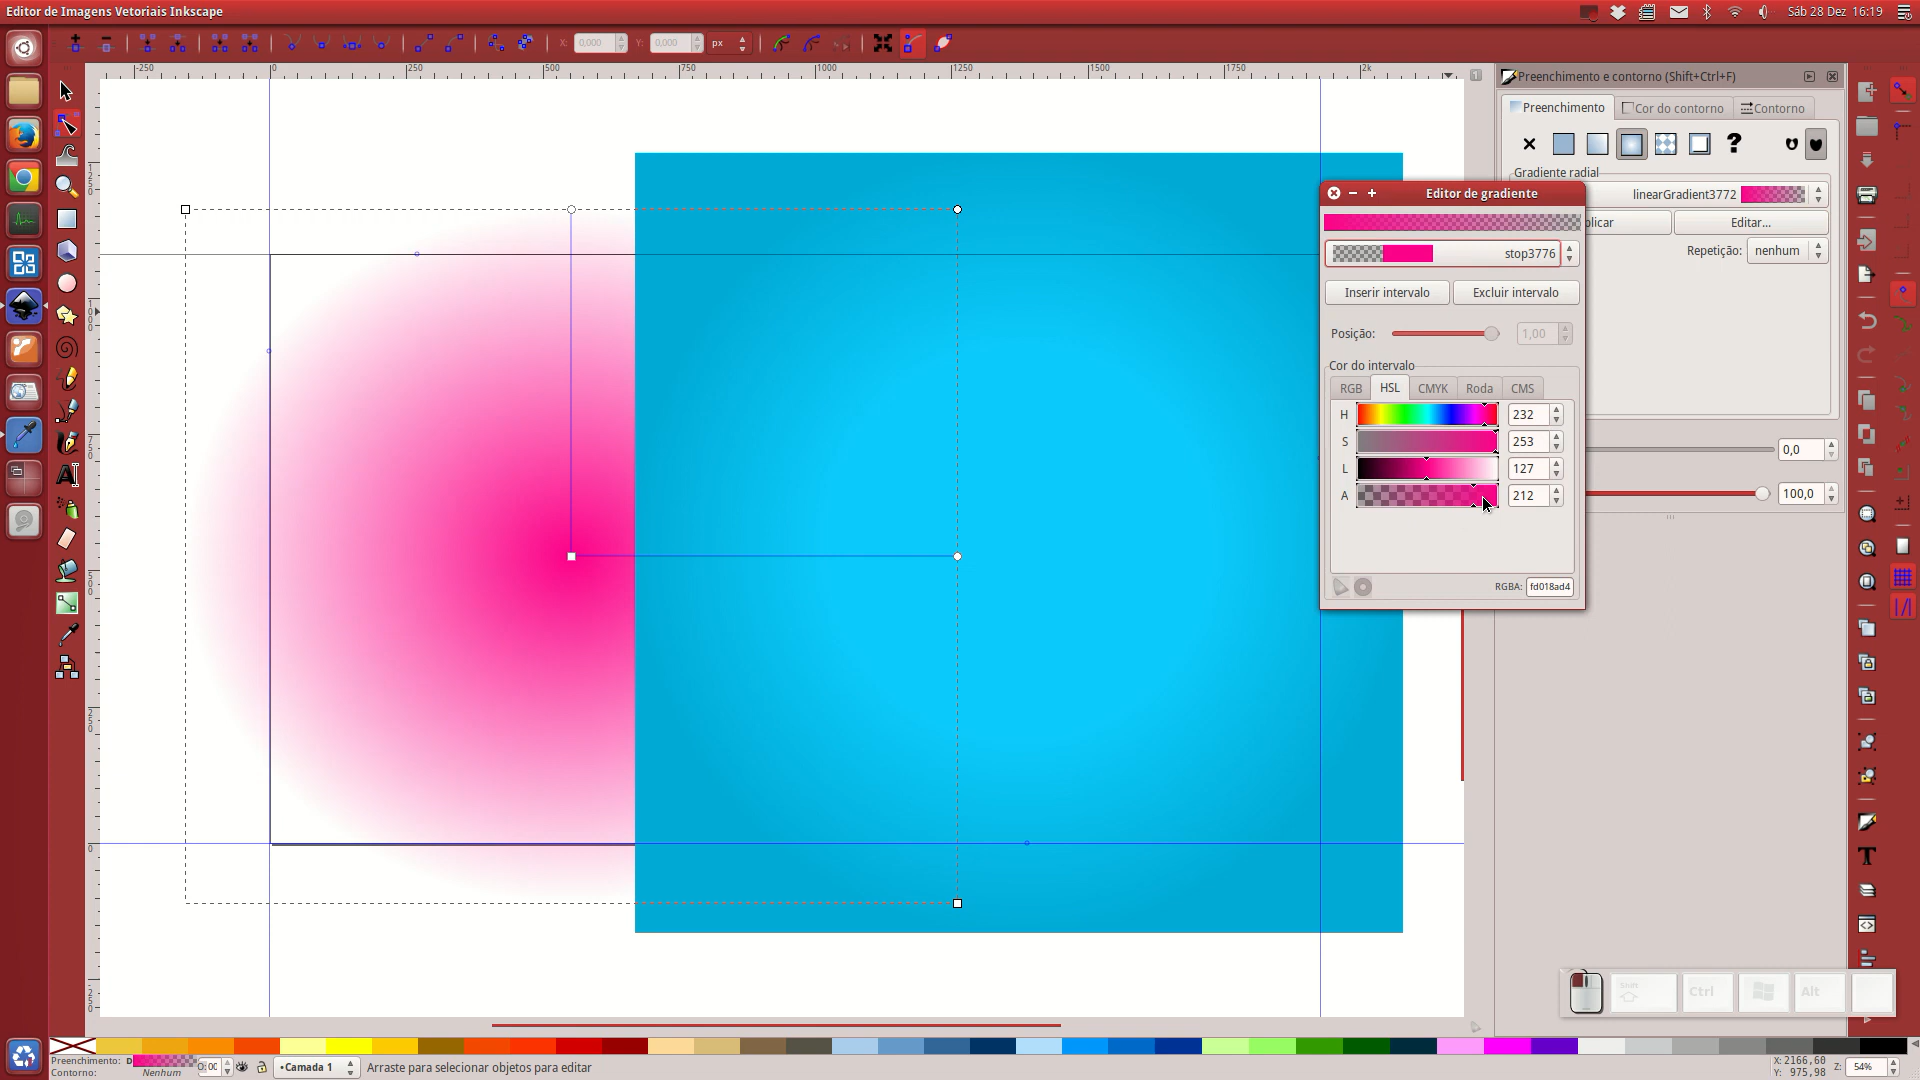 Editor de Imagens Vetoriais Inkscape
Sáb 28 Dez 16:19
X: 0,000 Y: 0,000 px
-250 0 250 500 750 1000 1250 1500 1750 2k
Preenchimento e contorno (Shift+Ctrl+F)
Preenchimento Cor do contorno Contorno
?
Gradiente radial
linearGradient3772
plicar Editar...
Repetição: nenhum
0,0
100,0
Editor de gradiente
stop3776
Inserir intervalo Excluir intervalo
Posição: 1,00
Cor do intervalo
RGB HSL CMYK Roda CMS
H 232
S 253
L 127
A 212
RGBA: fd018ad4
Shift Ctrl Alt
Preenchimento: D
Contorno: Nenhum
•Camada 1
Arraste para selecionar objetos para editar
X: 2166,60
Y: 975,98
Z: 54%